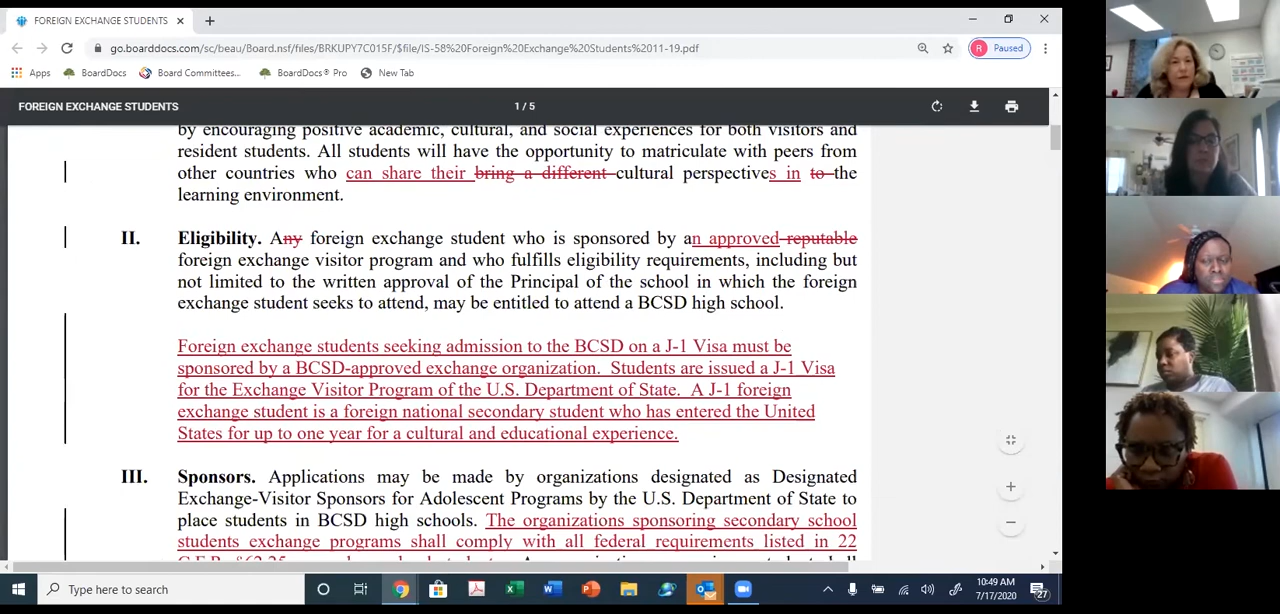 FOREIGN EXCHANGE STUDENTS
go.boarddocs.com/sc/beau/Board.nsf/files/BRKUPY7C015F/$file/IS-58%20Foreign%20Exchange%20Students%2011-19.pdf
R Paused
Apps BoardDocs Board Committees... BoardDocs® Pro New Tab
FOREIGN EXCHANGE STUDENTS 1 / 5
by encouraging positive academic, cultural, and social experiences for both visitors and
resident students. All students will have the opportunity to matriculate with peers from
other countries who can share their bring a different cultural perspectives in to the
learning environment.
II. Eligibility. Any foreign exchange student who is sponsored by an approved reputable
foreign exchange visitor program and who fulfills eligibility requirements, including but
not limited to the written approval of the Principal of the school in which the foreign
exchange student seeks to attend, may be entitled to attend a BCSD high school.
Foreign exchange students seeking admission to the BCSD on a J-1 Visa must be
sponsored by a BCSD-approved exchange organization. Students are issued a J-1 Visa
for the Exchange Visitor Program of the U.S. Department of State. A J-1 foreign
exchange student is a foreign national secondary student who has entered the United
States for up to one year for a cultural and educational experience.
III. Sponsors. Applications may be made by organizations designated as Designated
Exchange-Visitor Sponsors for Adolescent Programs by the U.S. Department of State to
place students in BCSD high schools. The organizations sponsoring secondary school
students exchange programs shall comply with all federal requirements listed in 22
Type here to search
10:49 AM
7/17/2020
27